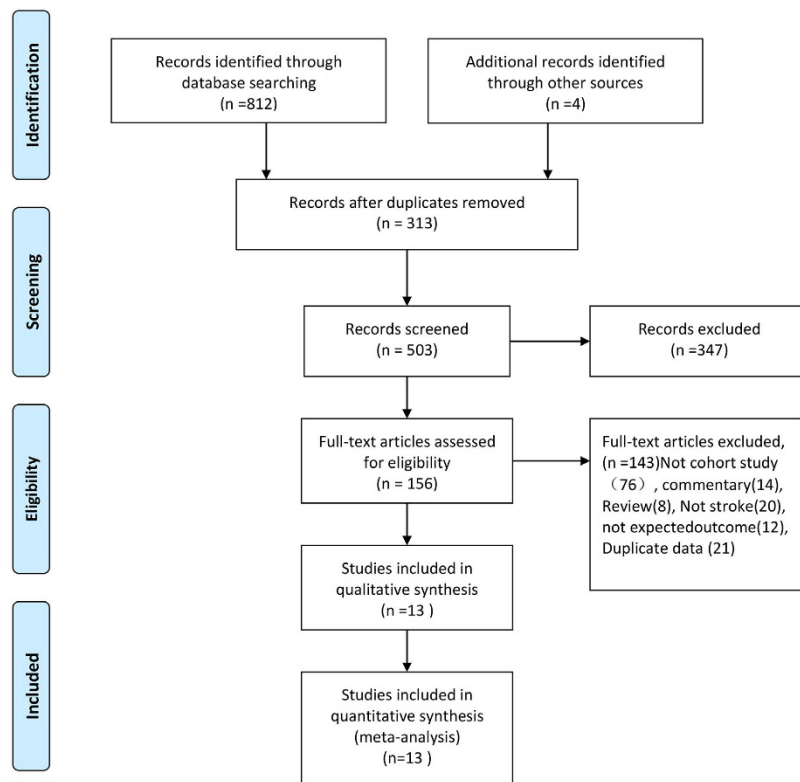 Identification
Records identified through
database searching
(n =812)
Additional records identified
through other sources
(n =4)
Records after duplicates removed
(n = 313)
Screening
Records screened
(n = 503)
Records excluded
(n =347)
Eligibility
Full-text articles assessed
for eligibility
(n = 156)
Full-text articles excluded,
(n =143)Not cohort study
（76）, commentary(14),
Review(8), Not stroke(20),
not expectedoutcome(12),
Duplicate data (21)
Studies included in
qualitative synthesis
(n =13 )
Included
Studies included in
quantitative synthesis
(meta-analysis)
n=13 )